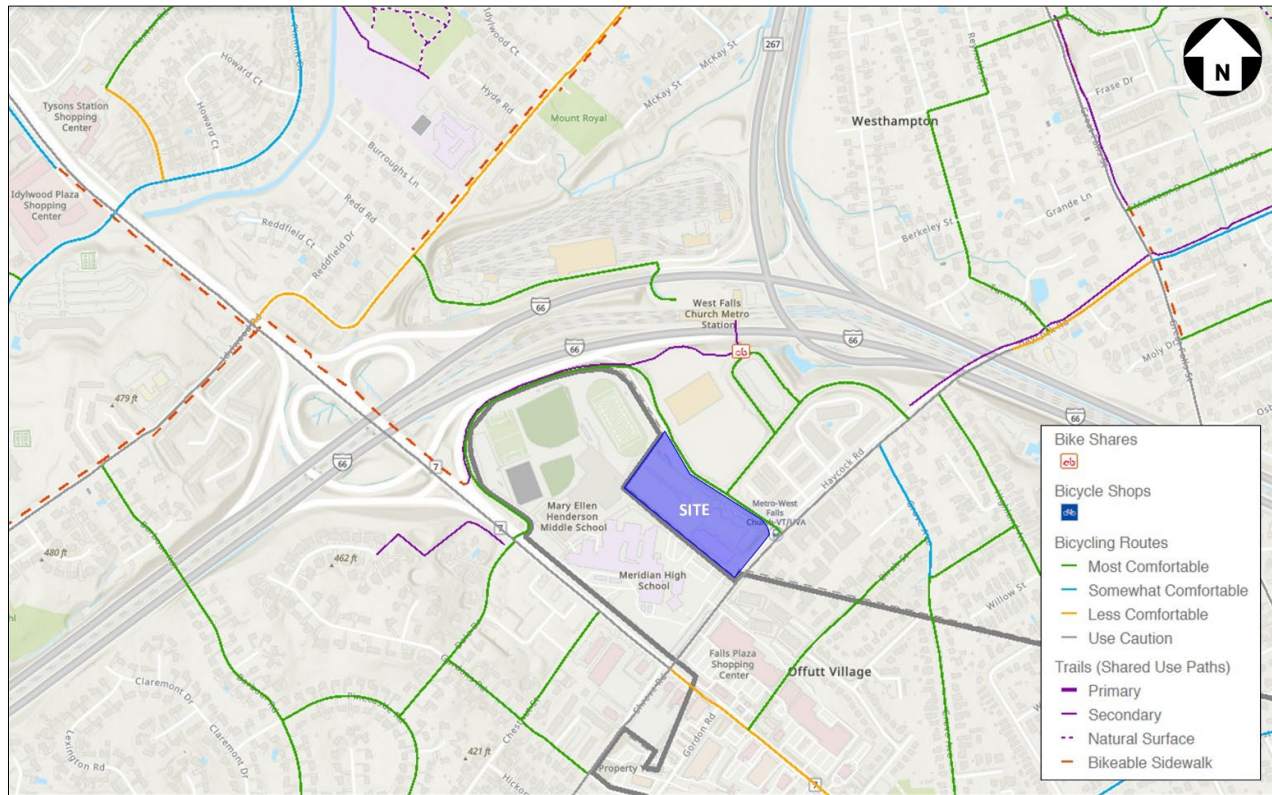 Idylwood Ct
267
McKay St
McKay St
N
Howard Ct
Frase Dr
Tysons Station
Shopping
Center
Howard Ct
Hyde Rd
Mount Royal
Westhampton
Burroughs Ln
Idylwood Plaza
Shopping
Center
Redd Rd
Grande Ln
Reddfield Ct
Reddfield Dr
Berkeley St
66
West Falls
Church Metro
Station
66
66
Moly Dr
Great Falls St
479 ft
66
66
7
Haycock Rd
SITE
Metro-West
Falls
Church-VT/UVA
Mary Ellen
Henderson
Middle School
7
480 ft
462 ft
Meridian High
School
Willow St
Falls Plaza
Shopping
Center
Offutt Village
Shreve Rd
Claremont Dr
Claremont Dr
Gordon Rd
Lexington Rd
421 ft
7
Bike Shares
Bicycle Shops
Bicycling Routes
Most Comfortable
Somewhat Comfortable
Less Comfortable
Use Caution
Trails (Shared Use Paths)
Primary
Secondary
Natural Surface
Bikeable Sidewalk